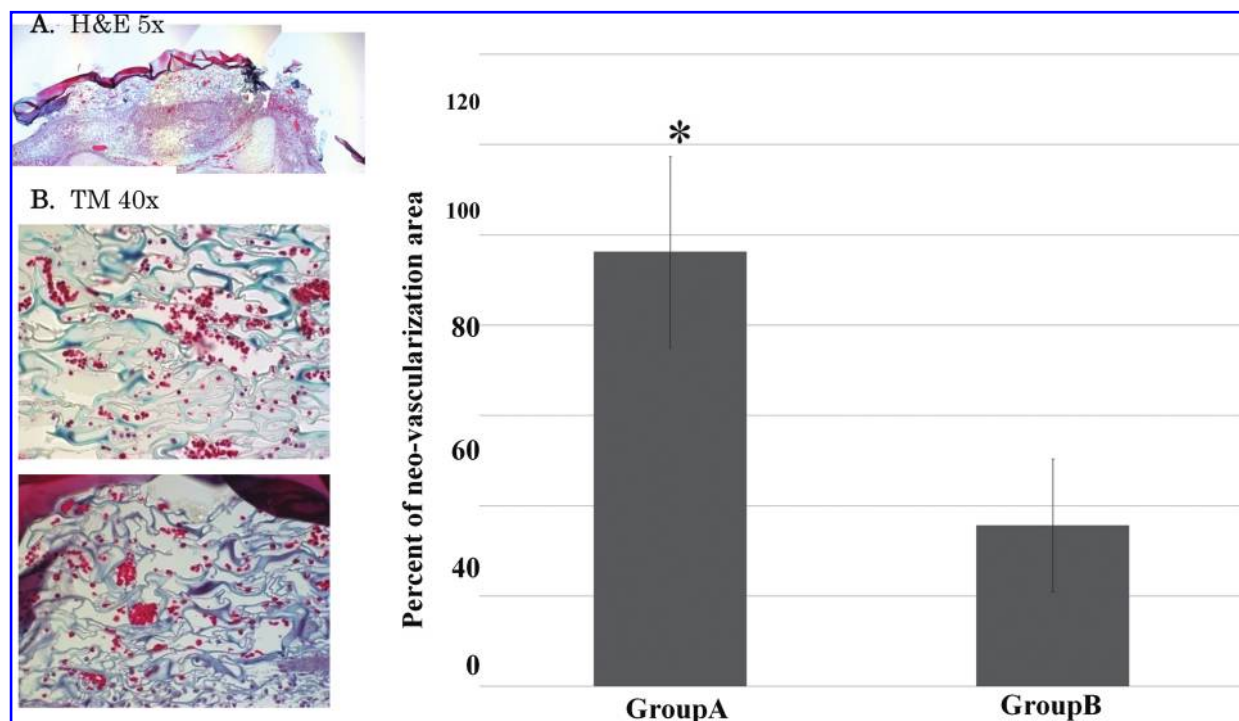 A. H&E 5x
B. TM 40x
Percent of neo-vascularization area
120
100
80
60
40
0
*
GroupA
GroupB